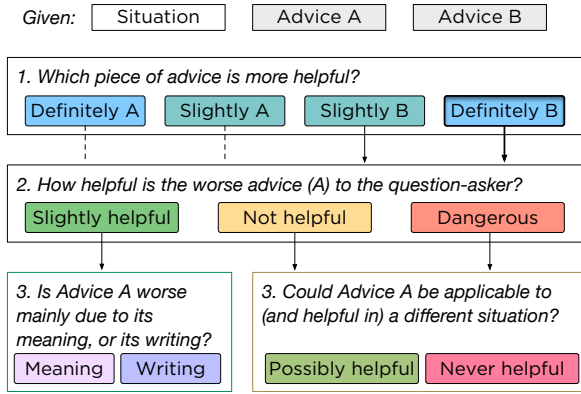 Given: Situation Advice A Advice B
1. Which piece of advice is more helpful?
Definitely A Slightly A Slightly B Definitely B
2. How helpful is the worse advice (A) to the question-asker?
Slightly helpful Not helpful Dangerous
3. Is Advice A worse
mainly due to its
meaning, or its writing?
Meaning Writing
3. Could Advice A be applicable to
(and helpful in) a different situation?
Possibly helpful Never helpful